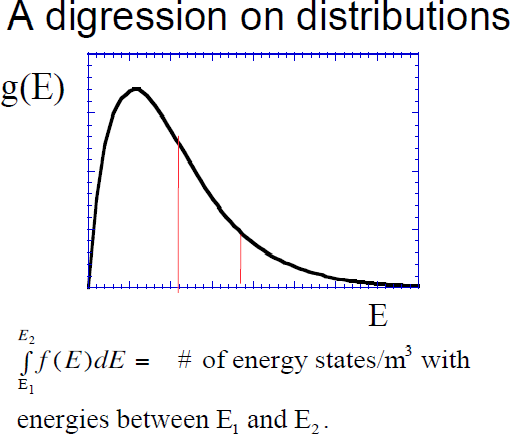 A digression on distributions
g(E)
E
∫_{E₁}^{E₂} f(E)dE = # of energy states/m³ with
energies between E₁ and E₂.